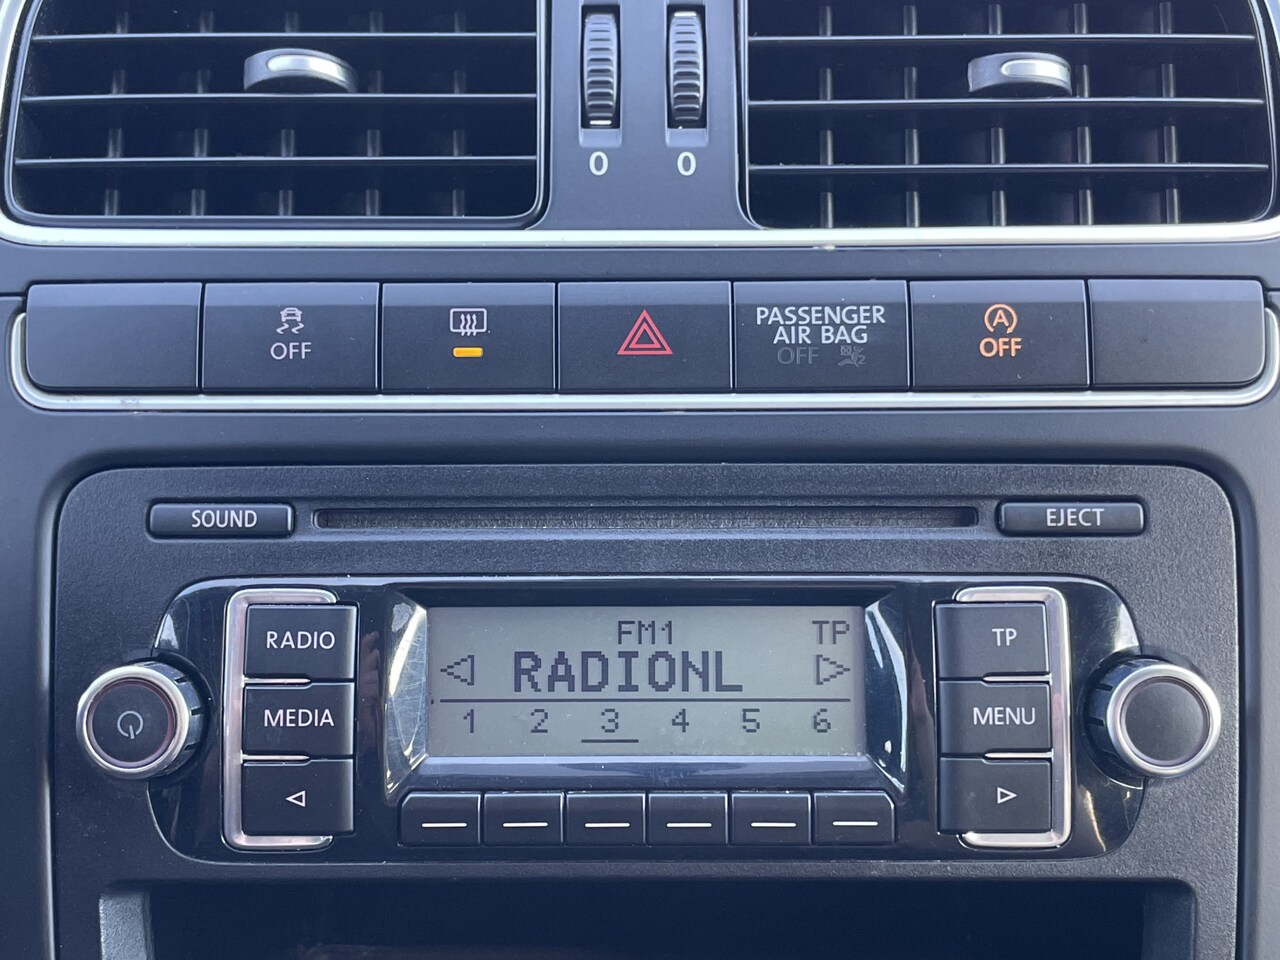 0 0
OFF
PASSENGER
AIR BAG
OFF
A
OFF
SOUND
EJECT
RADIO
MEDIA
FM1 TP
RADIONL
1 2 3 4 5 6
TP
MENU